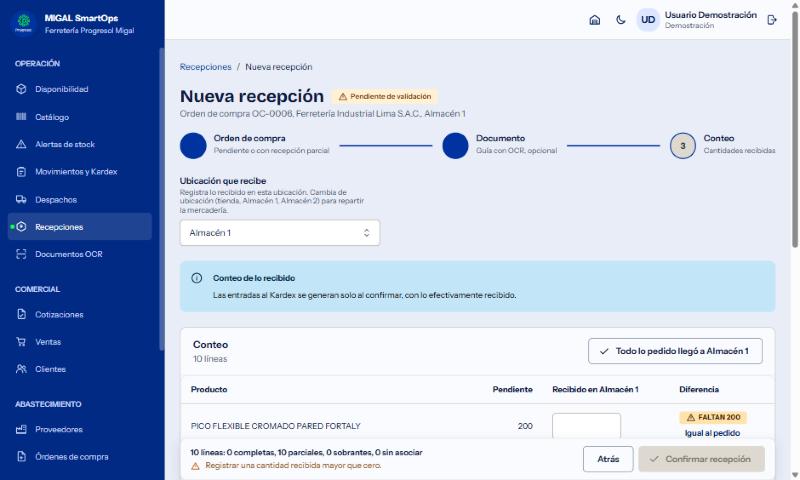 MIGAL SmartOps
Ferretería Progresol Migal
OPERACIÓN
Disponibilidad
Catálogo
Alertas de stock
Movimientos y Kardex
Despachos
Recepciones
Documentos OCR
COMERCIAL
Cotizaciones
Ventas
Clientes
ABASTECIMIENTO
Proveedores
Órdenes de compra
UD
Usuario Demostración
Demostración
Recepciones / Nueva recepción
Nueva recepción
Pendiente de validación
Orden de compra OC-0006, Ferretería Industrial Lima S.A.C., Almacén 1
Orden de compra
Pendiente o con recepción parcial
Documento
Guía con OCR, opcional
3
Conteo
Cantidades recibidas
Ubicación que recibe
Registra lo recibido en esta ubicación. Cambia de
ubicación (tienda, Almacén 1, Almacén 2) para repartir
la mercadería.
Almacén 1
Conteo de lo recibido
Las entradas al Kardex se generan solo al confirmar, con lo efectivamente recibido.
Conteo
10 líneas
Todo lo pedido llegó a Almacén 1
Producto Pendiente Recibido en Almacén 1 Diferencia
PICO FLEXIBLE CROMADO PARED FORTALY 200
FALTAN 200
Igual al pedido
10 líneas: 0 completas, 10 parciales, 0 sobrantes, 0 sin asociar
Registrar una cantidad recibida mayor que cero.
Atrás
Confirmar recepción